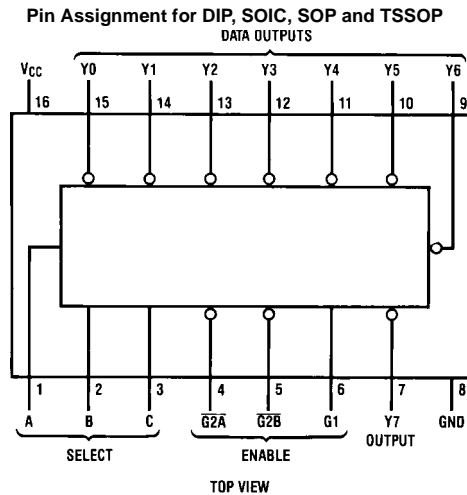 Pin Assignment for DIP, SOIC, SOP and TSSOP
DATA OUTPUTS
VCC Y0 Y1 Y2 Y3 Y4 Y5 Y6
16 15 14 13 12 11 10 9
1 2 3 4 5 6 7 8
A B C G2A G2B G1 Y7 GND
OUTPUT
SELECT ENABLE
TOP VIEW